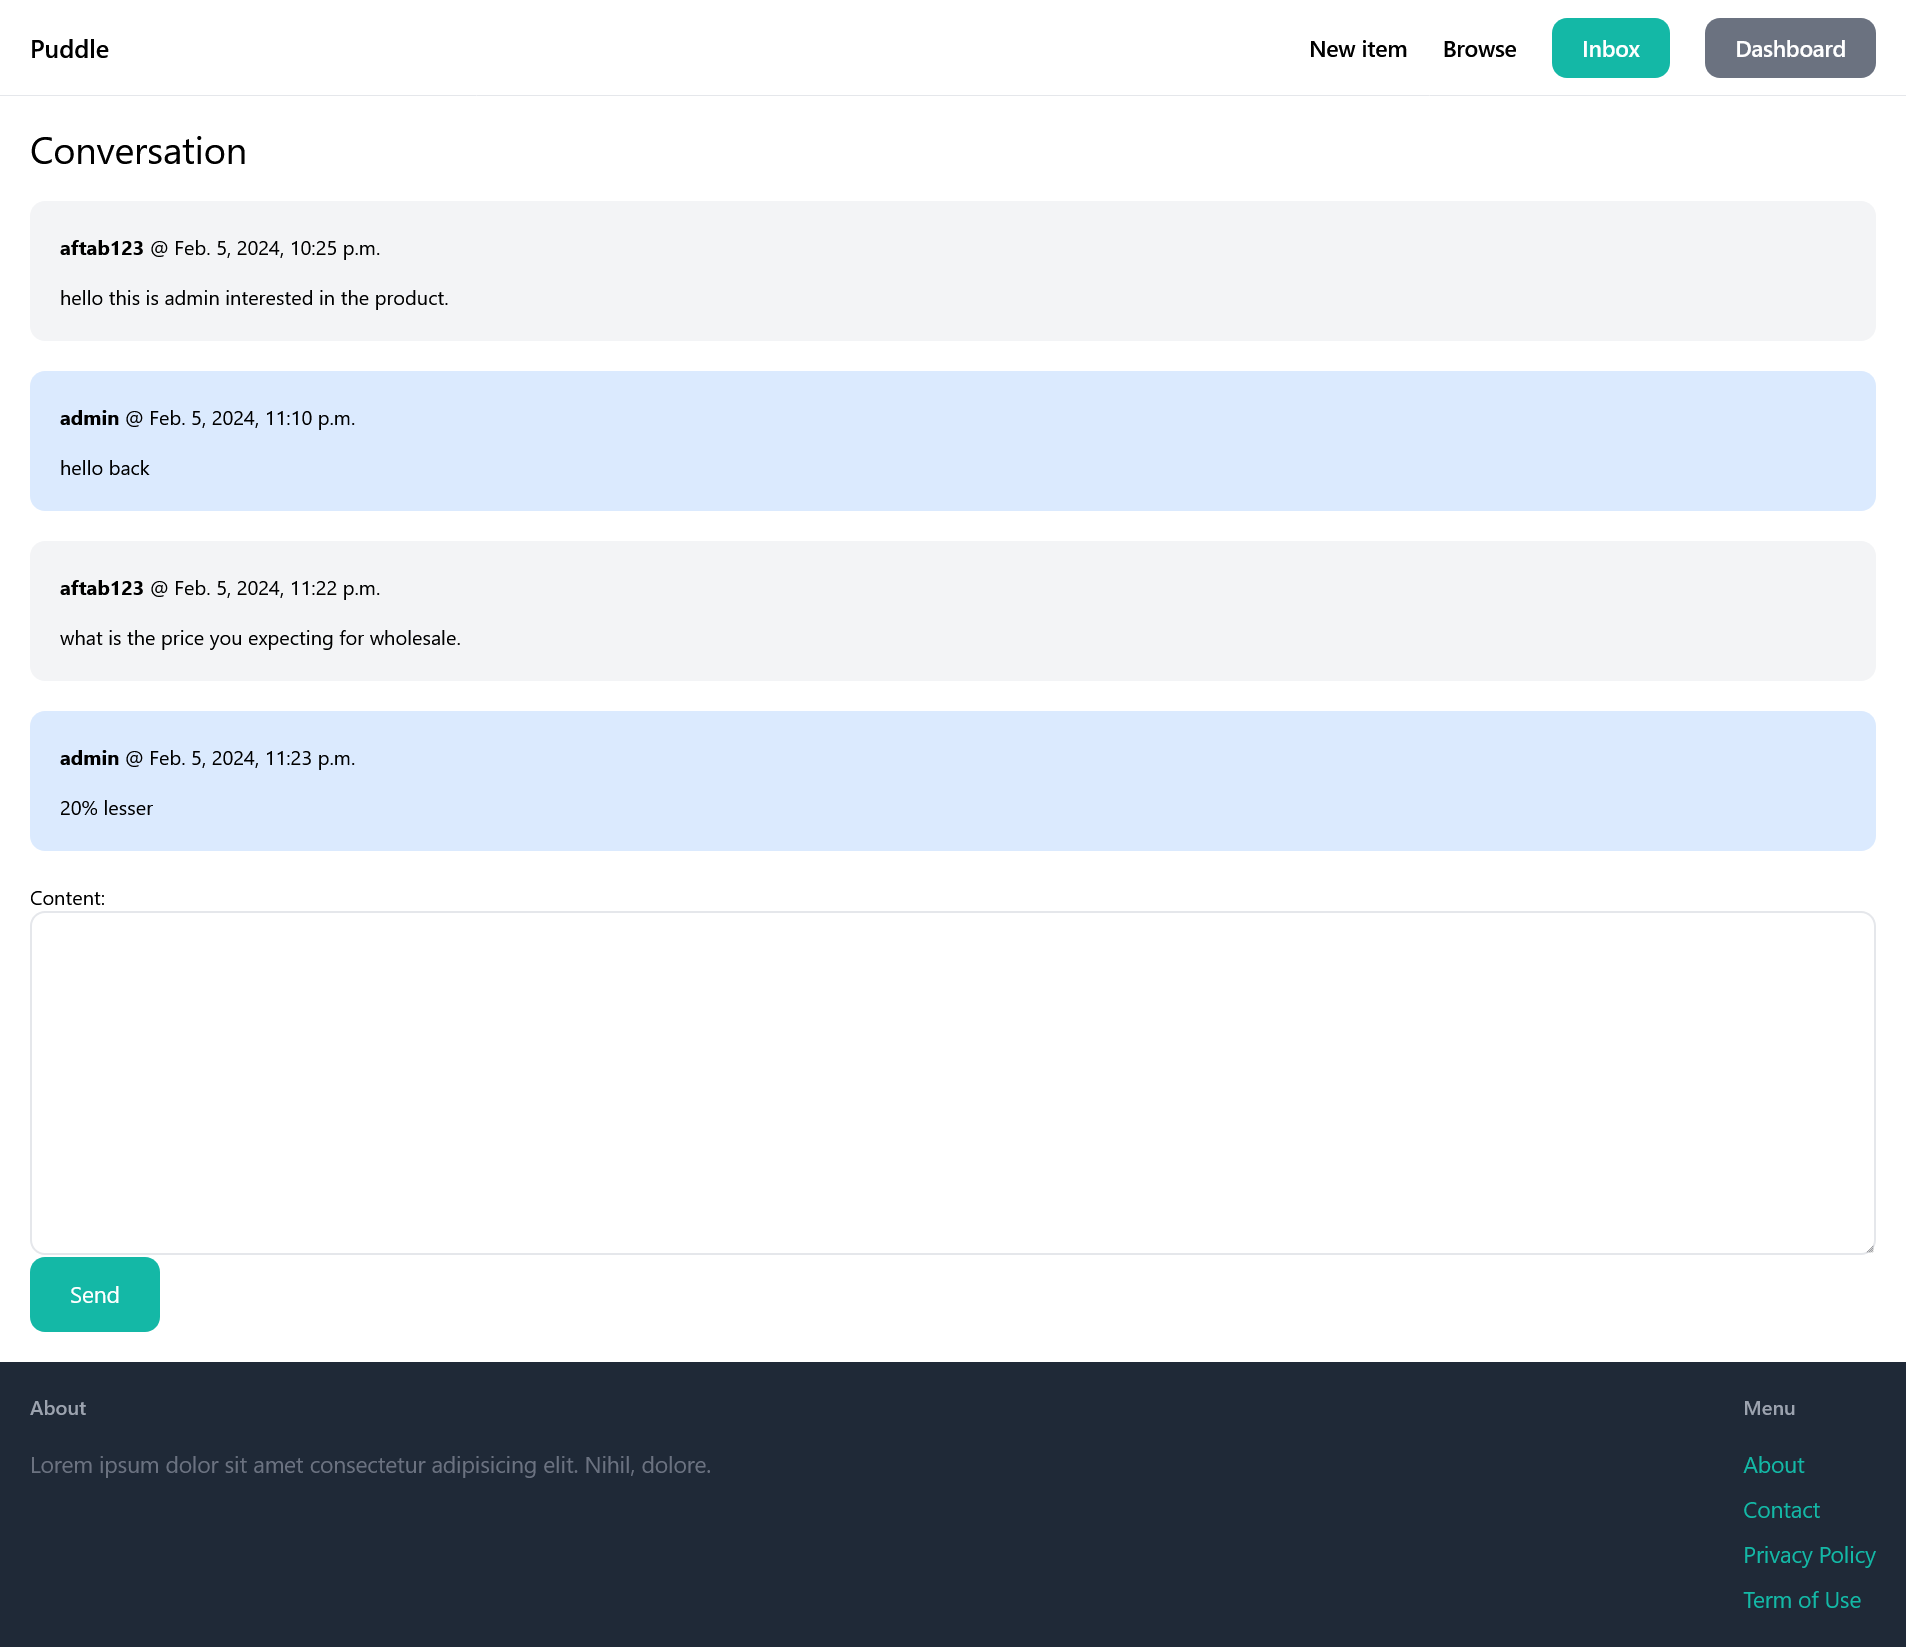 Puddle
New item
Browse
Inbox
Dashboard
Conversation
aftab123 @ Feb. 5, 2024, 10:25 p.m.
hello this is admin interested in the product.
admin @ Feb. 5, 2024, 11:10 p.m.
hello back
aftab123 @ Feb. 5, 2024, 11:22 p.m.
what is the price you expecting for wholesale.
admin @ Feb. 5, 2024, 11:23 p.m.
20% lesser
Content:
Send
About
Lorem ipsum dolor sit amet consectetur adipisicing elit. Nihil, dolore.
Menu
About
Contact
Privacy Policy
Term of Use